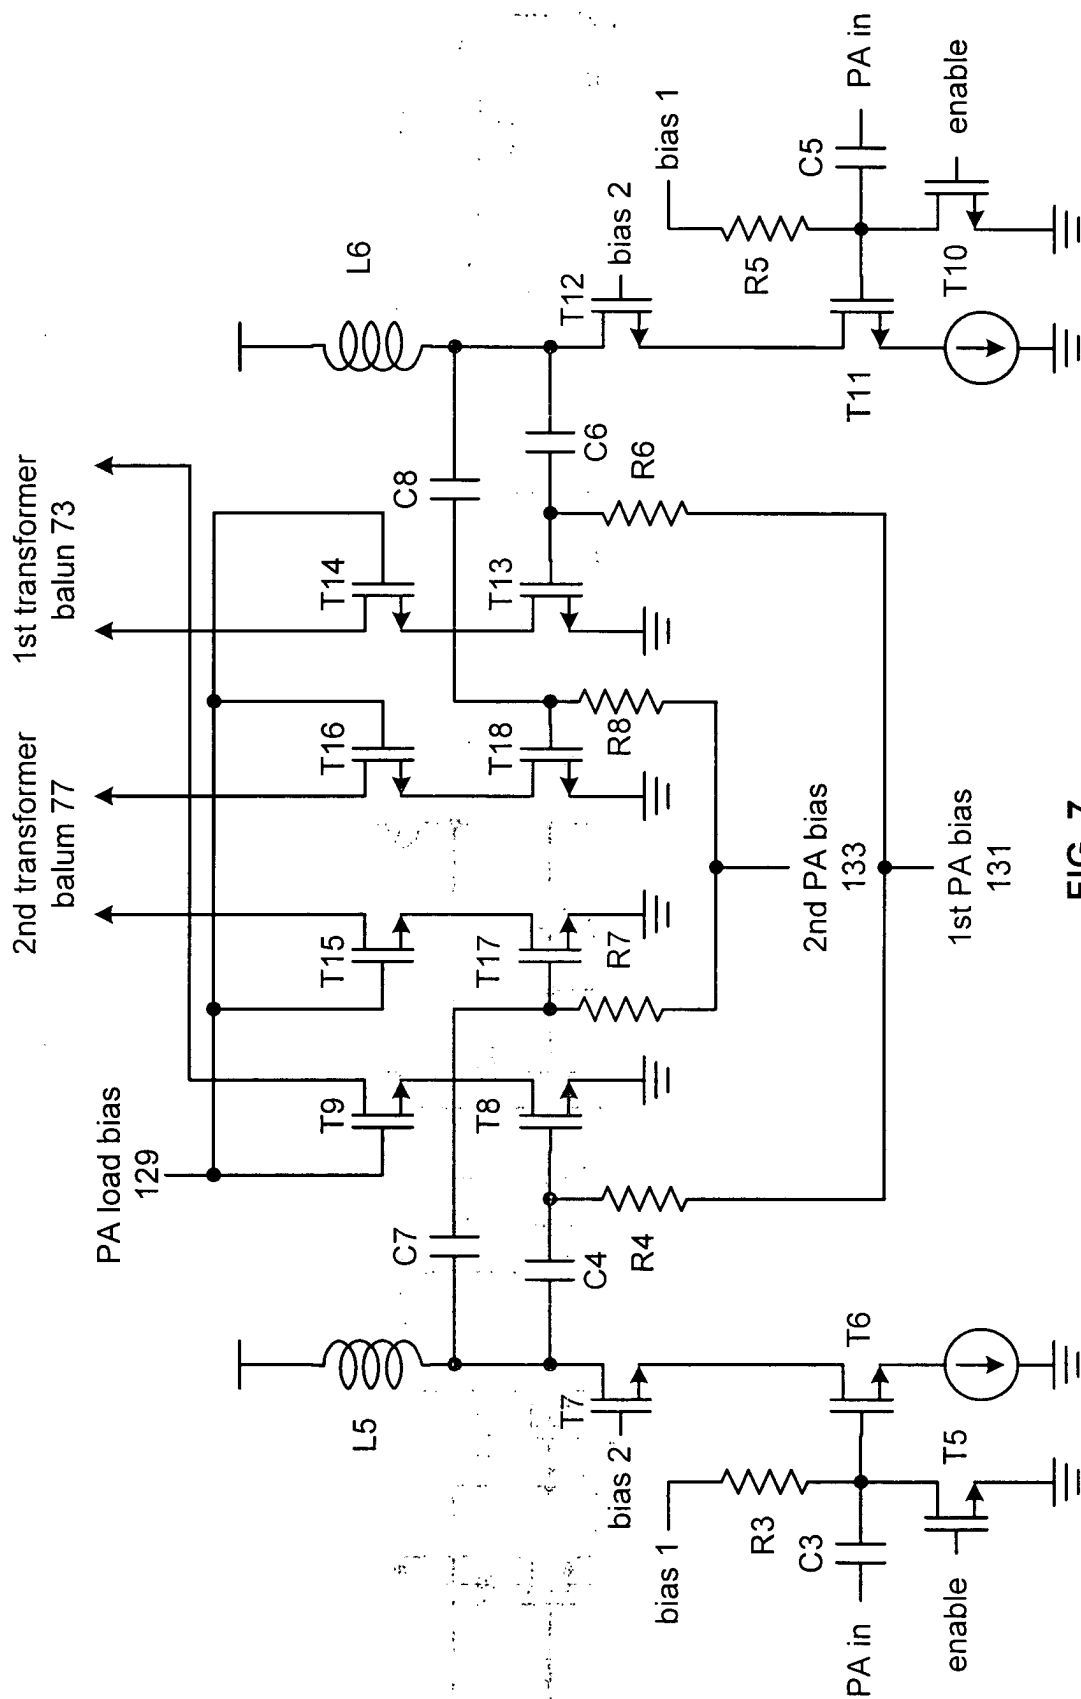 2nd transformer
balum 77
1st transformer
balun 73
PA load bias
129
L5
L6
C7
T9
T15
T16
T14
C8
bias 2
T7
C4
T8
T17
T18
T13
C6
T12
bias 2
R4
R7
R8
R6
bias 1
bias 1
R3
R5
C3
C5
PA in
T6
2nd PA bias
133
T11
PA in
enable
T5
1st PA bias
131
T10
enable
FIG. 7